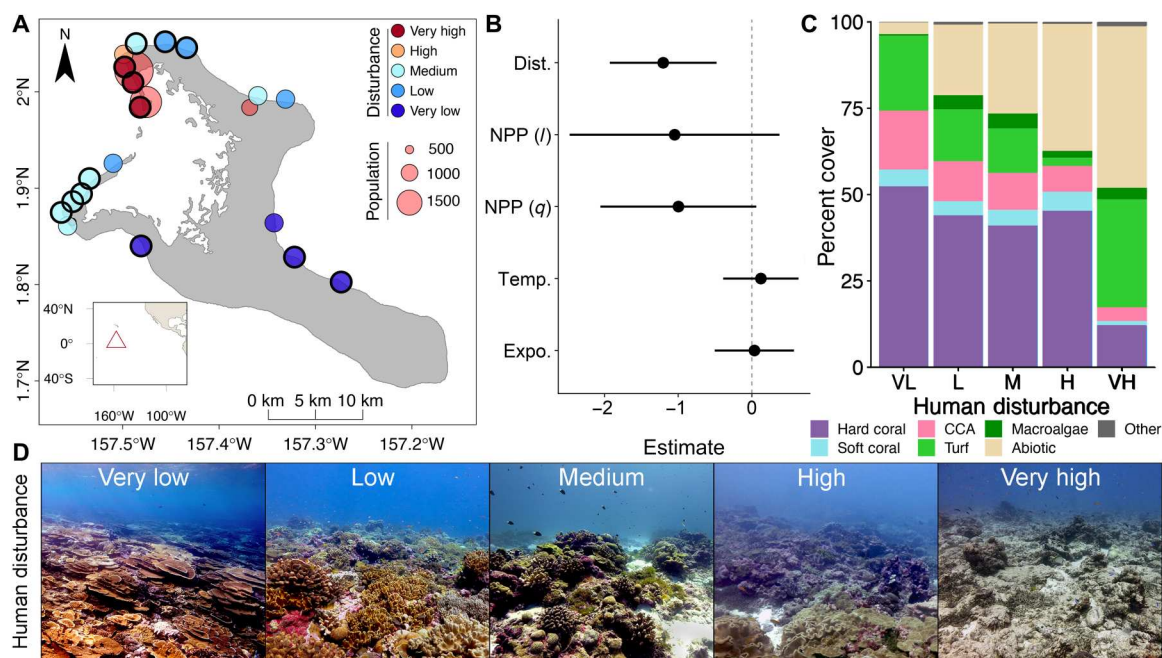 A
N
Disturbance
Very high
High
Medium
Low
Very low
Population
500
1000
1500
2°N
1.9°N
1.8°N
1.7°N
40°N
0°
40°S
160°W 100°W
0 km 5 km 10 km
157.5°W 157.4°W 157.3°W 157.2°W
B
Dist.
NPP (l)
NPP (q)
Temp.
Expo.
−2 −1 0
Estimate
C
Percent cover
100
75
50
25
0
VL L M H VH
Human disturbance
Hard coral CCA Macroalgae Other
Soft coral Turf Abiotic
D
Human disturbance
Very low Low Medium High Very high